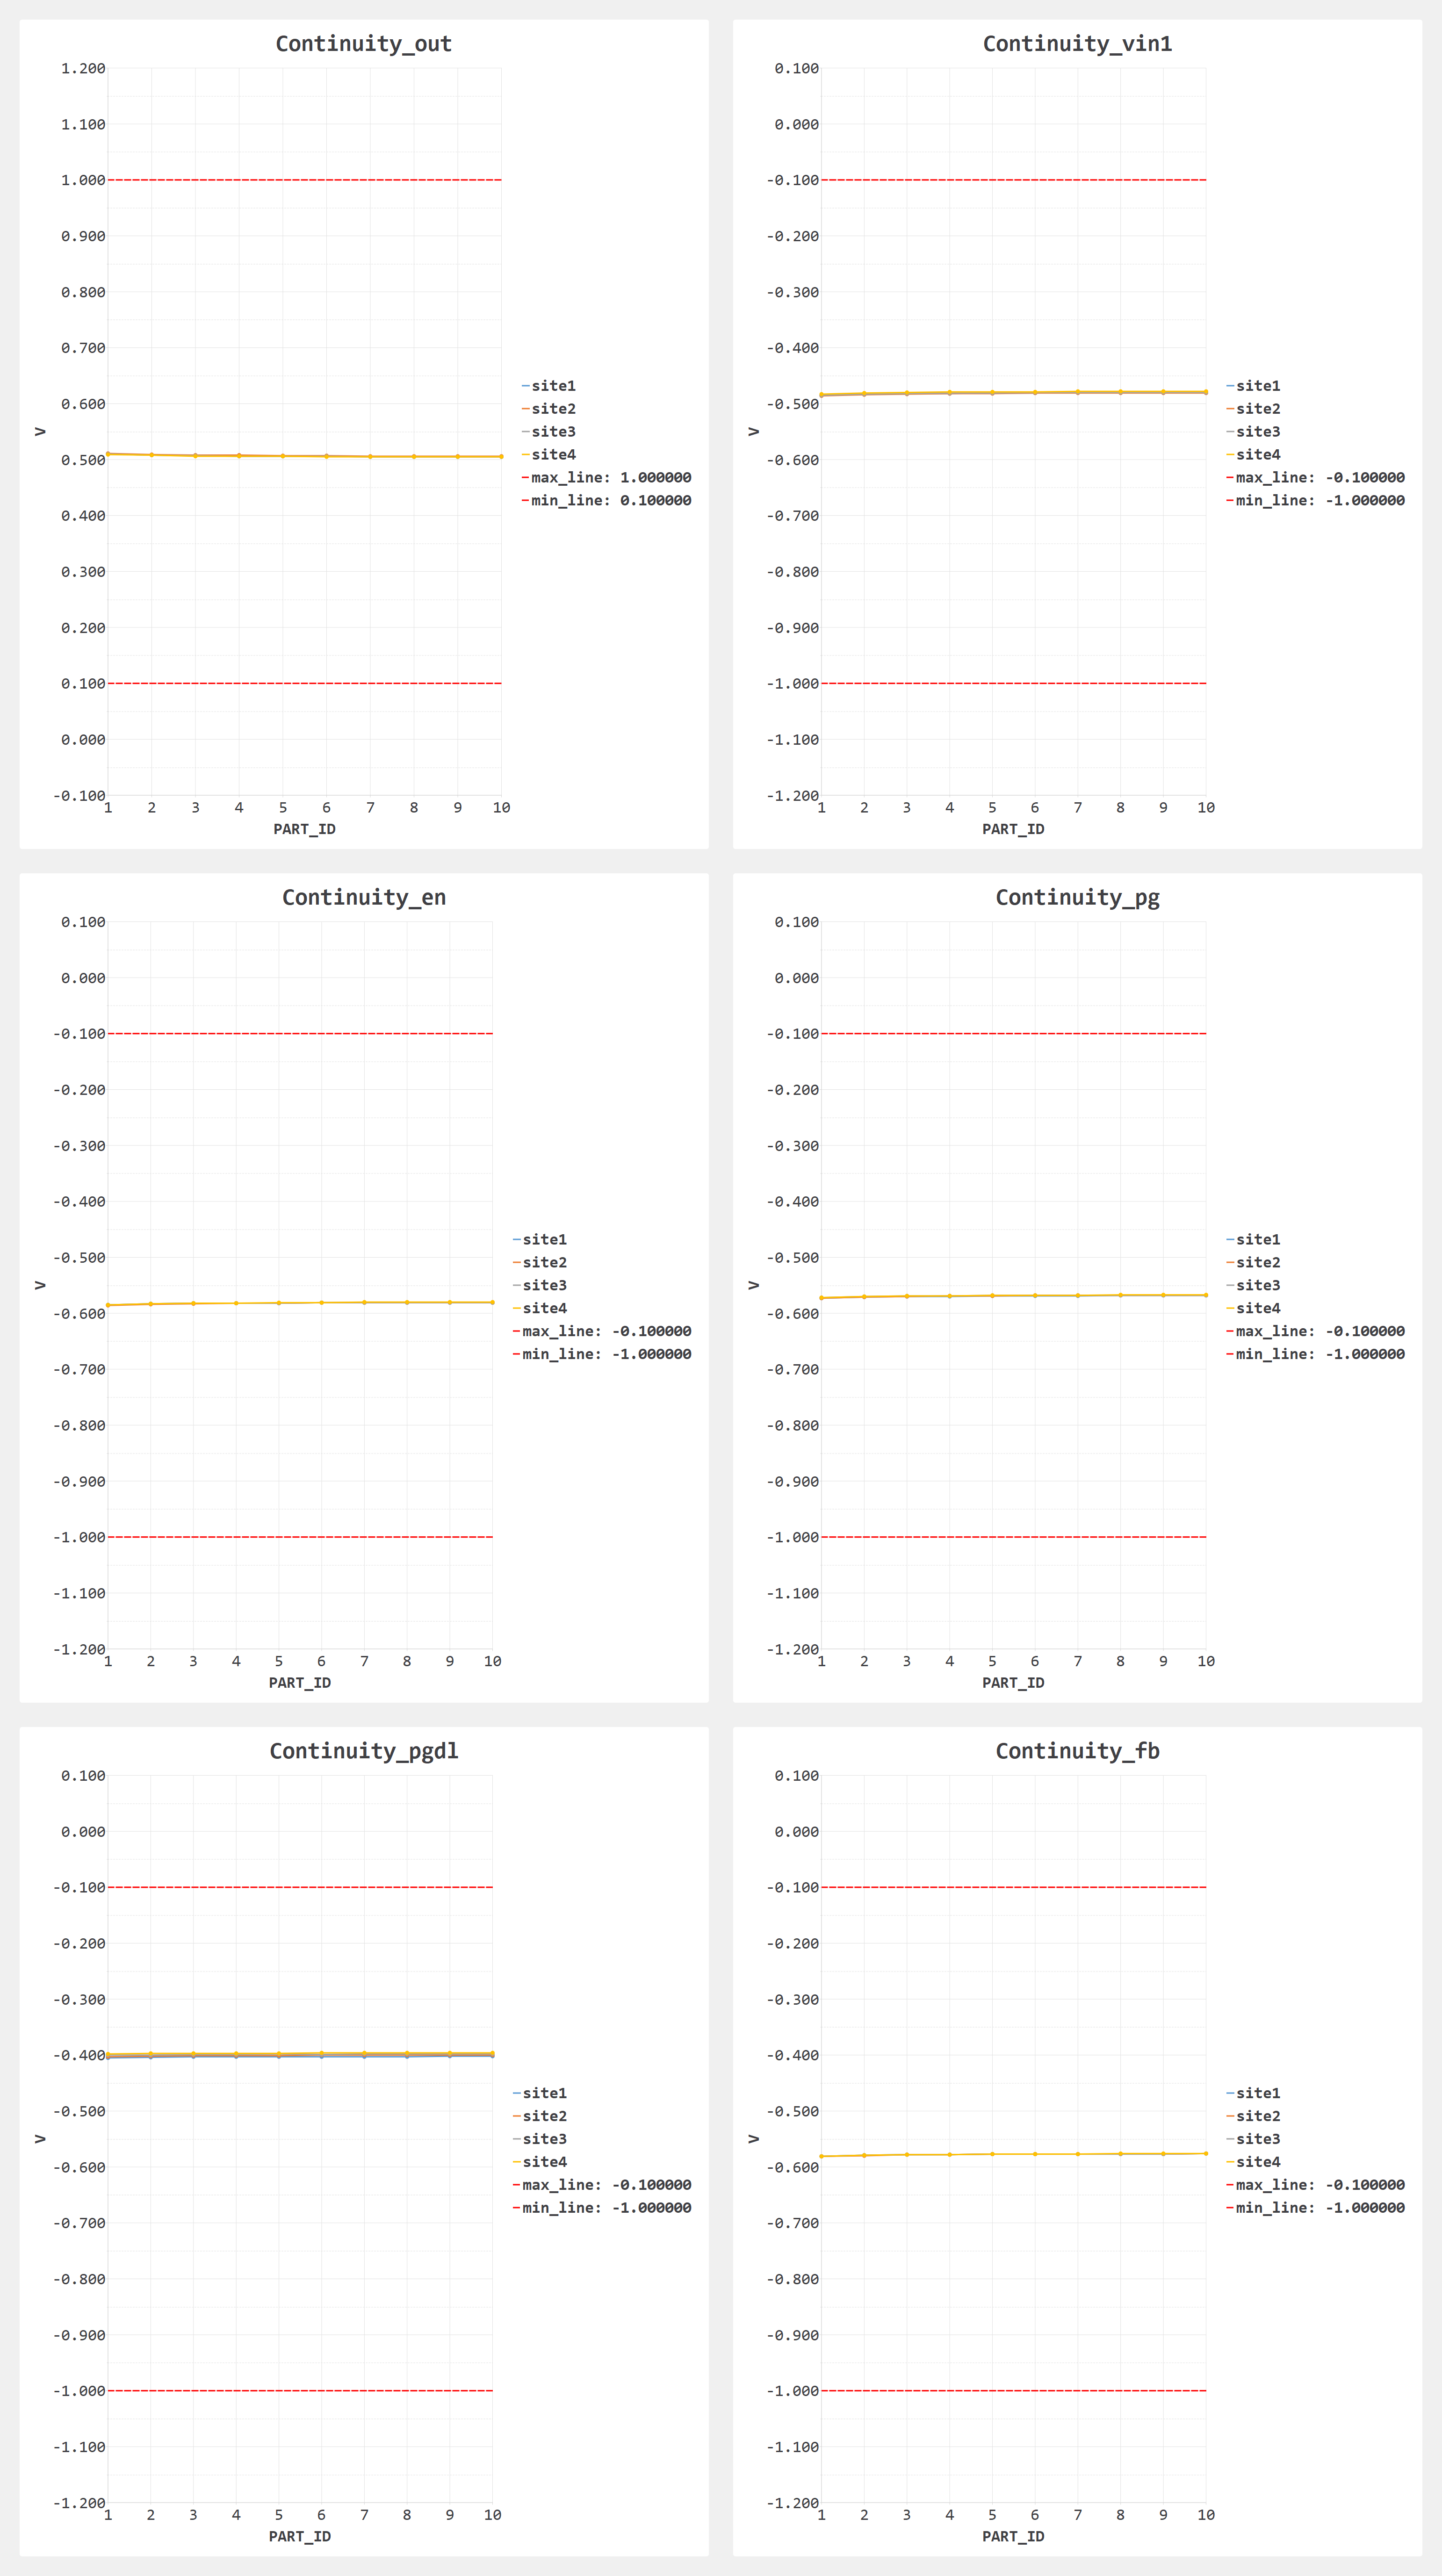 Continuity_out
1.200
1.100
1.000
0.900
0.800
0.700
0.600
0.500
0.400
0.300
0.200
0.100
0.000
-0.100
V
1 2 3 4 5 6 7 8 9 10
PART_ID
site1
site2
site3
site4
max_line: 1.000000
min_line: 0.100000
Continuity_vin1
0.100
0.000
-0.100
-0.200
-0.300
-0.400
-0.500
-0.600
-0.700
-0.800
-0.900
-1.000
-1.100
-1.200
V
1 2 3 4 5 6 7 8 9 10
PART_ID
site1
site2
site3
site4
max_line: -0.100000
min_line: -1.000000
Continuity_en
0.100
0.000
-0.100
-0.200
-0.300
-0.400
-0.500
-0.600
-0.700
-0.800
-0.900
-1.000
-1.100
-1.200
V
1 2 3 4 5 6 7 8 9 10
PART_ID
site1
site2
site3
site4
max_line: -0.100000
min_line: -1.000000
Continuity_pg
0.100
0.000
-0.100
-0.200
-0.300
-0.400
-0.500
-0.600
-0.700
-0.800
-0.900
-1.000
-1.100
-1.200
V
1 2 3 4 5 6 7 8 9 10
PART_ID
site1
site2
site3
site4
max_line: -0.100000
min_line: -1.000000
Continuity_pgdl
0.100
0.000
-0.100
-0.200
-0.300
-0.400
-0.500
-0.600
-0.700
-0.800
-0.900
-1.000
-1.100
-1.200
V
1 2 3 4 5 6 7 8 9 10
PART_ID
site1
site2
site3
site4
max_line: -0.100000
min_line: -1.000000
Continuity_fb
0.100
0.000
-0.100
-0.200
-0.300
-0.400
-0.500
-0.600
-0.700
-0.800
-0.900
-1.000
-1.100
-1.200
V
1 2 3 4 5 6 7 8 9 10
PART_ID
site1
site2
site3
site4
max_line: -0.100000
min_line: -1.000000